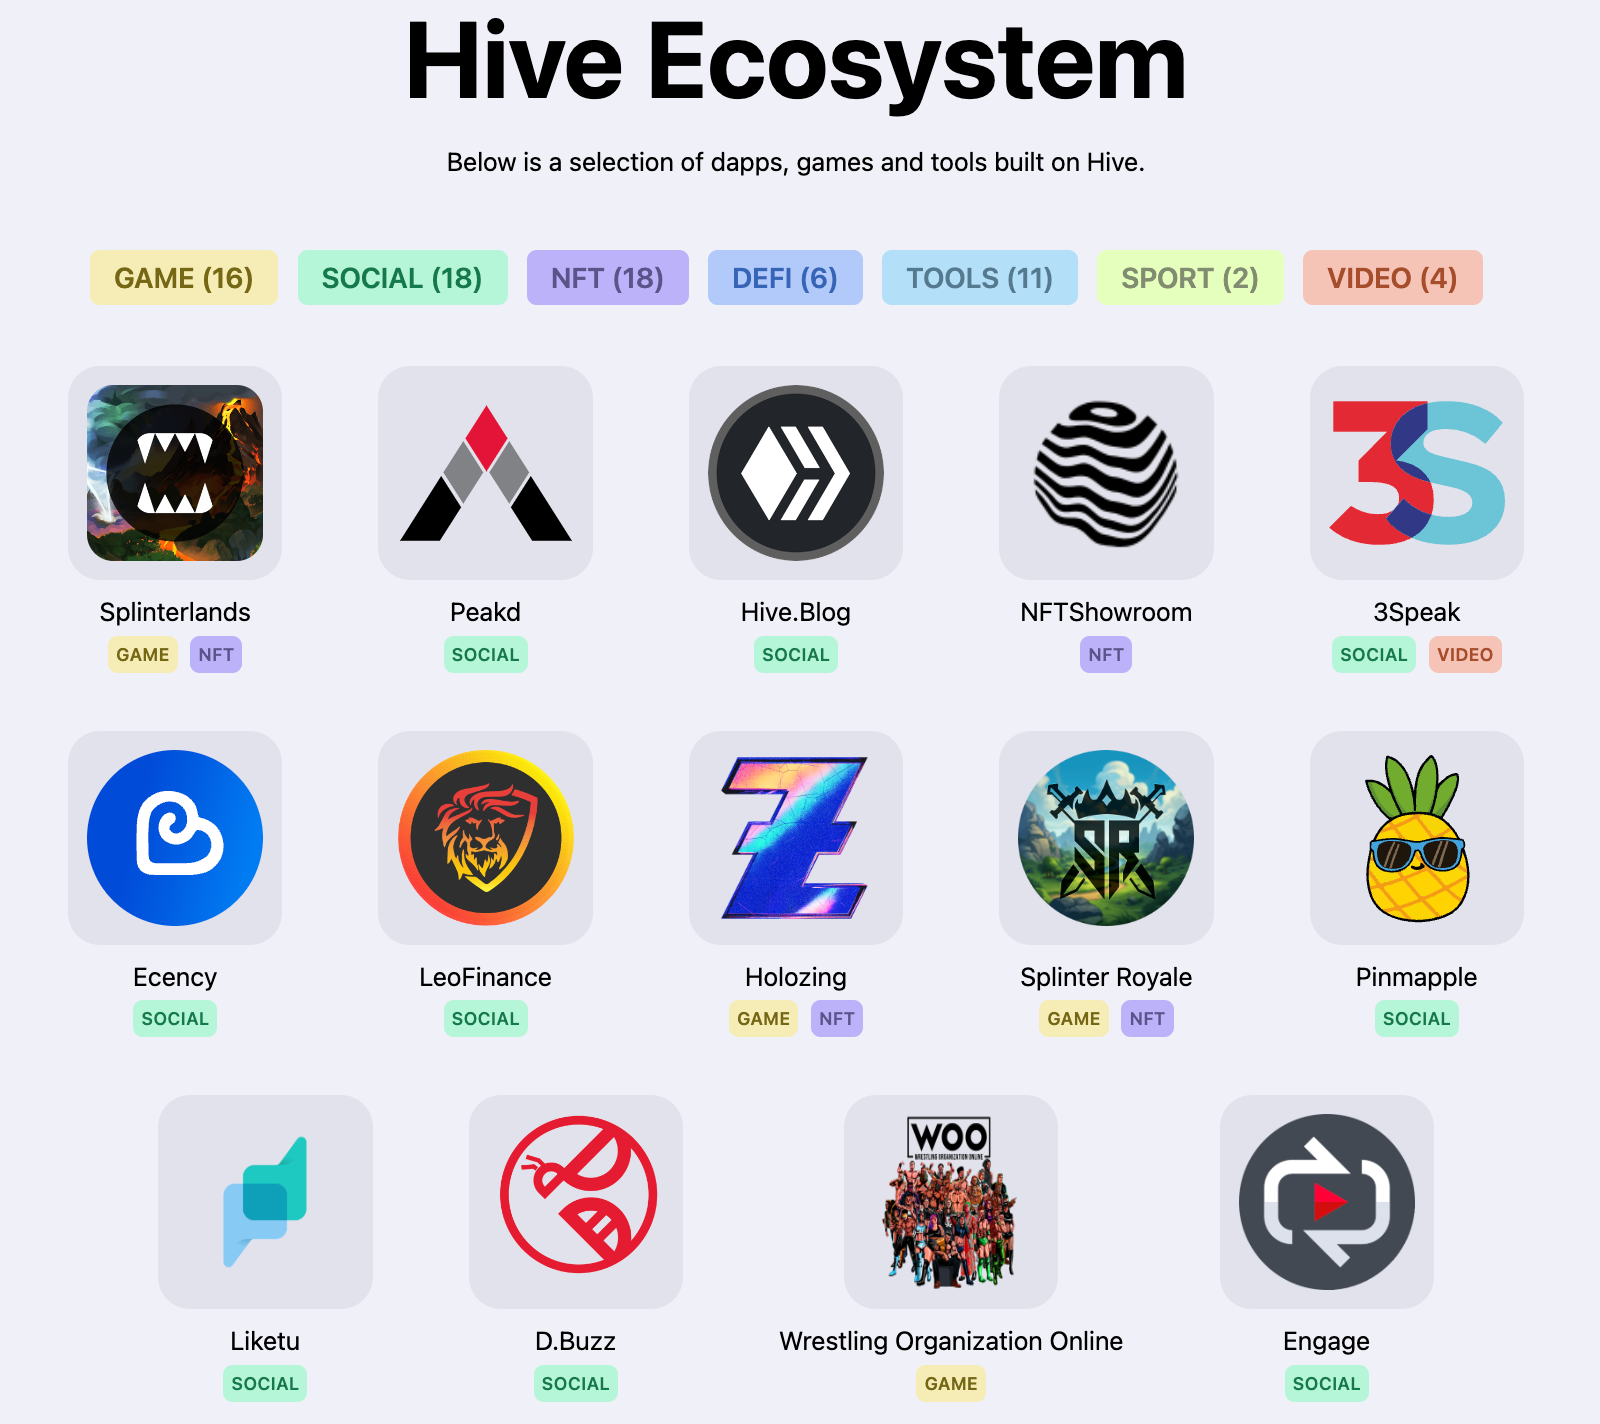 Hive Ecosystem
Below is a selection of dapps, games and tools built on Hive.
GAME (16) SOCIAL (18) NFT (18) DEFI (6) TOOLS (11) SPORT (2) VIDEO (4)
3S
Splinterlands Peakd Hive.Blog NFTShowroom 3Speak
GAME NFT SOCIAL SOCIAL NFT SOCIAL VIDEO
SR
Ecency LeoFinance Holozing Splinter Royale Pinmapple
SOCIAL SOCIAL GAME NFT GAME NFT SOCIAL
WOO
WRESTLING ORGANIZATION ONLINE
Liketu D.Buzz Wrestling Organization Online Engage
SOCIAL SOCIAL GAME SOCIAL